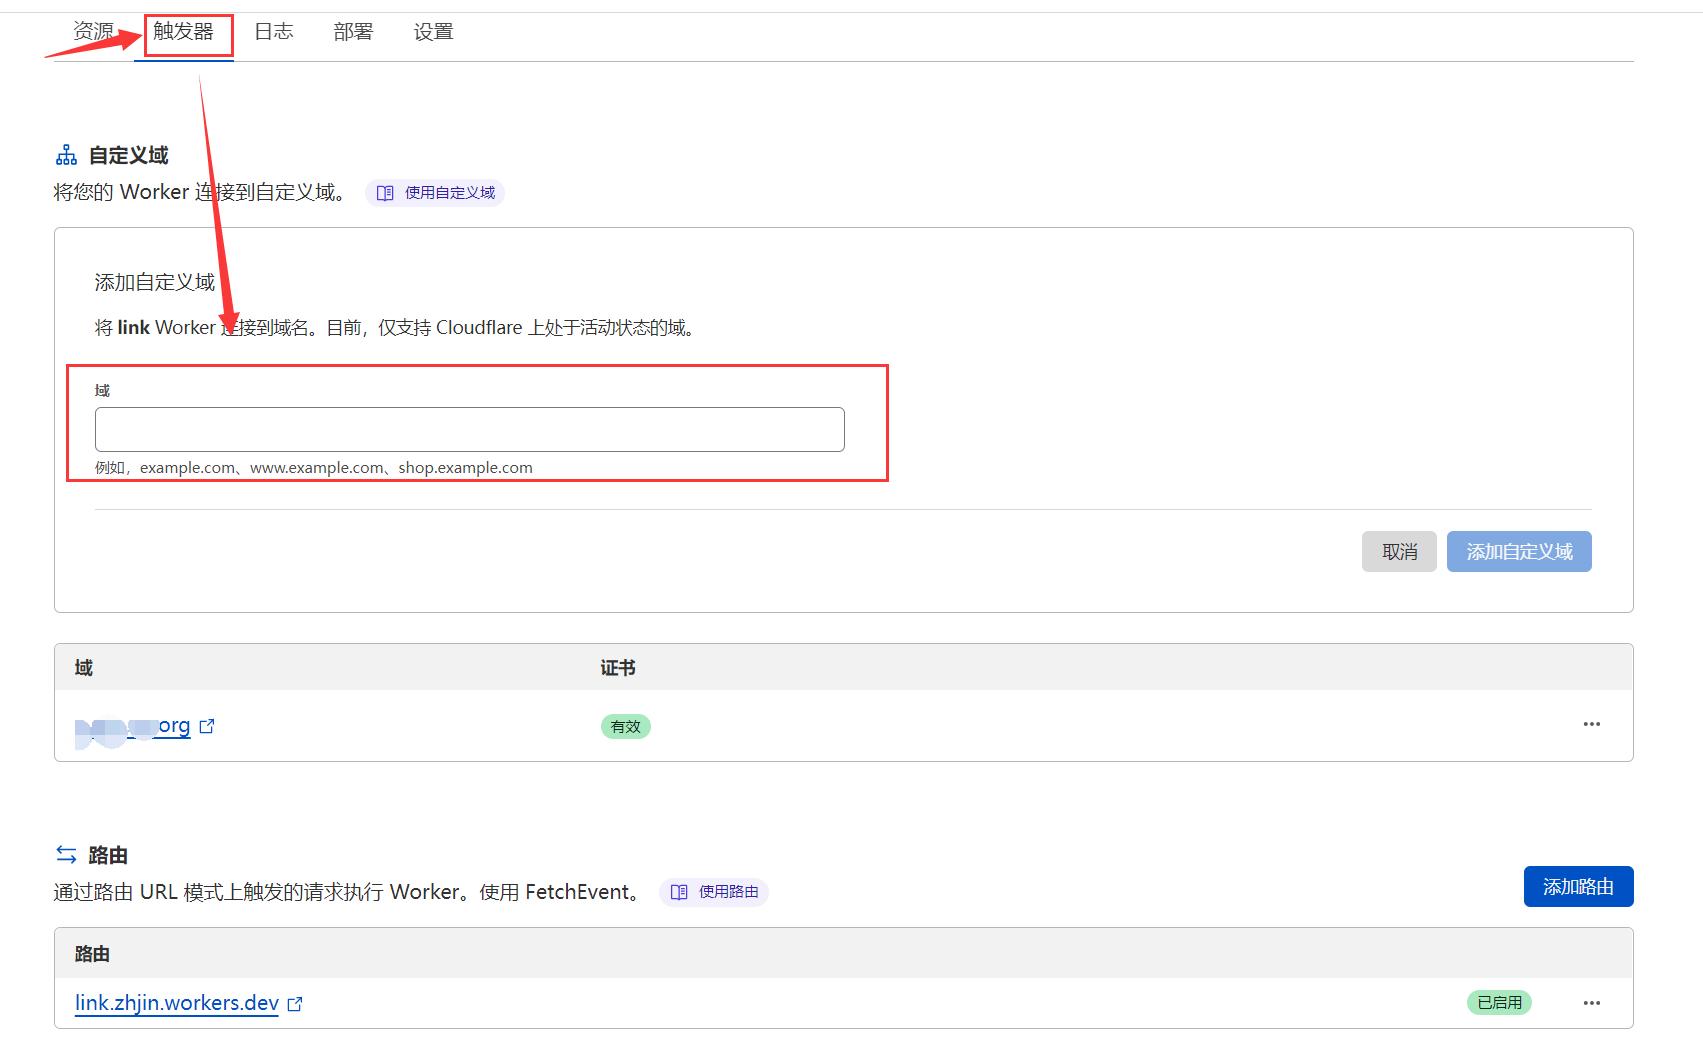 资源 触发器 日志 部署 设置
自定义域
将您的 Worker 连接到自定义域。 使用自定义域
添加自定义域
将 link Worker 连接到域名。目前，仅支持 Cloudflare 上处于活动状态的域。
域
例如，example.com、www.example.com、shop.example.com
取消 添加自定义域
域 证书
org 有效
路由
通过路由 URL 模式上触发的请求执行 Worker。使用 FetchEvent。 使用路由
添加路由
路由
link.zhjin.workers.dev 已启用